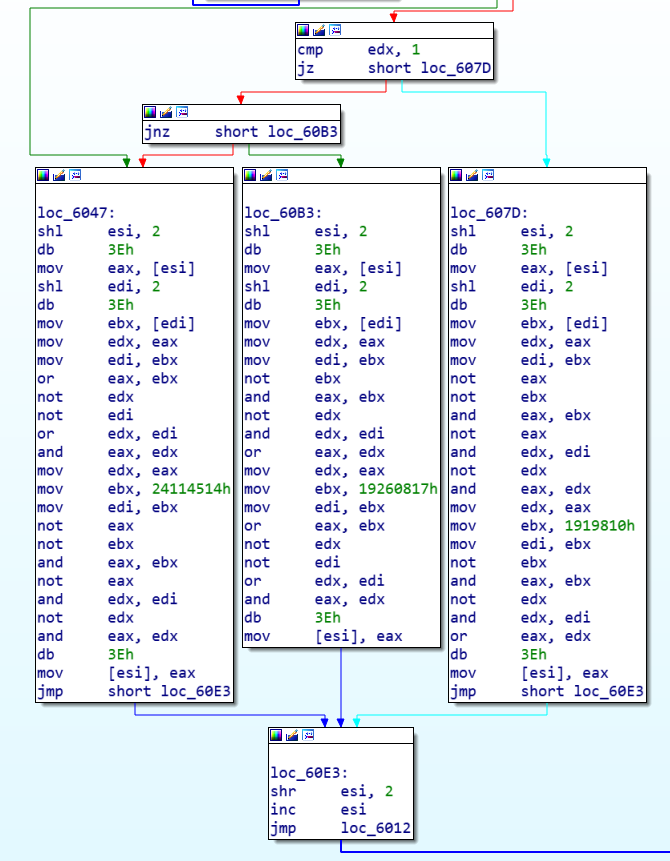 cmp edx, 1
jz short loc_607D
jnz short loc_60B3
loc_6047:
shl esi, 2
db 3Eh
mov eax, [esi]
shl edi, 2
db 3Eh
mov ebx, [edi]
mov edx, eax
mov edi, ebx
or eax, ebx
not edx
not edi
or edx, edi
and eax, edx
mov edx, eax
mov ebx, 24114514h
mov edi, ebx
not eax
not ebx
and eax, ebx
not eax
and edx, edi
not edx
and eax, edx
db 3Eh
mov [esi], eax
jmp short loc_60E3
loc_60B3:
shl esi, 2
db 3Eh
mov eax, [esi]
shl edi, 2
db 3Eh
mov ebx, [edi]
mov edx, eax
mov edi, ebx
not ebx
and eax, ebx
not edx
and edx, edi
or eax, edx
mov edx, eax
mov ebx, 19260817h
mov edi, ebx
or eax, ebx
not edx
not edi
or edx, edi
and eax, edx
db 3Eh
mov [esi], eax
loc_607D:
shl esi, 2
db 3Eh
mov eax, [esi]
shl edi, 2
db 3Eh
mov ebx, [edi]
mov edx, eax
mov edi, ebx
not eax
not ebx
and eax, ebx
not eax
and edx, edi
not edx
and eax, edx
mov edx, eax
mov ebx, 1919810h
mov edi, ebx
not ebx
and eax, ebx
not edx
and edx, edi
or eax, edx
db 3Eh
mov [esi], eax
jmp short loc_60E3
loc_60E3:
shr esi, 2
inc esi
jmp loc_6012